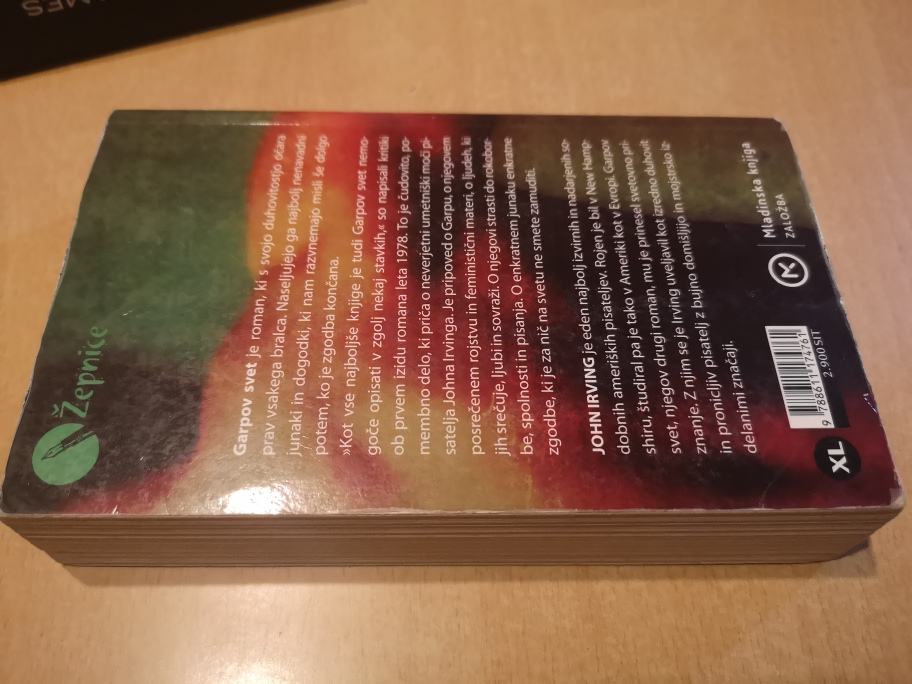 AMES
Žepnice
Garpov svet je roman, ki s svojo duhovitostjo očara
prav vsakega bralca. Naseljujejo ga najbolj nenavadni
junaki in dogodki, ki nam razvnemajo misli še dolgo
potem, ko je zgodba končana.
»Kot vse najboljše knjige je tudi Garpov svet nemo-
goče opisati v zgolj nekaj stavkih,« so napisali kritiki
ob prvem izidu romana leta 1978. To je čudovito, po-
membno delo, ki priča o neverjetni umetniški moči pi-
satelja Johna Irvinga. Je pripoved o Garpu, o njegovem
posrečenem rojstvu in feministični materi, o ljudeh, ki
jih srečuje, ljubi in sovraži. O njegovi strasti do rokobor-
be, spolnosti in pisanja. O enkratnem junaku enkratne
zgodbe, ki je za nič na svetu ne smete zamuditi.
JOHN IRVING je eden najbolj izvirnih in nadarjenih so-
dobnih ameriških pisateljev. Rojen je bil v New Hamp-
shiru, študiral pa je tako v Ameriki kot v Evropi. Garpov
svet, njegov drugi roman, mu je prinesel svetovno pri-
znanje. Z njim se je Irving uveljavil kot izredno duhovit
in pronicljiv pisatelj z bujno domišljijo in mojstrsko iz-
delanimi značaji.
XL
9 788611 174761
2.900 SIT
Mladinska knjiga
ZALOŽBA